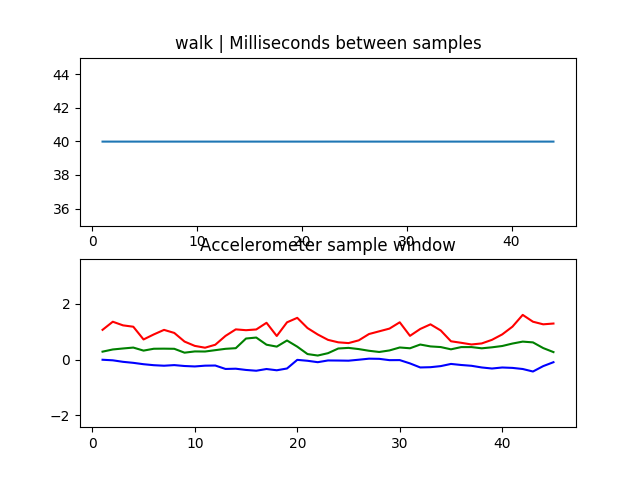 walk | Milliseconds between samples
44
42
40
38
36
0 10 20 30 40
Accelerometer sample window
2
0
−2
0 10 20 30 40